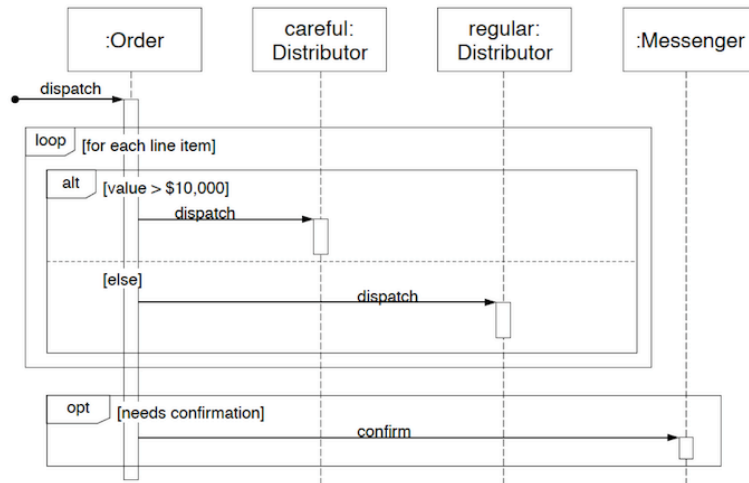 :Order
careful:
Distributor
regular:
Distributor
:Messenger
dispatch
loop
[for each line item]
alt
[value > $10,000]
dispatch
[else]
dispatch
opt
[needs confirmation]
confirm